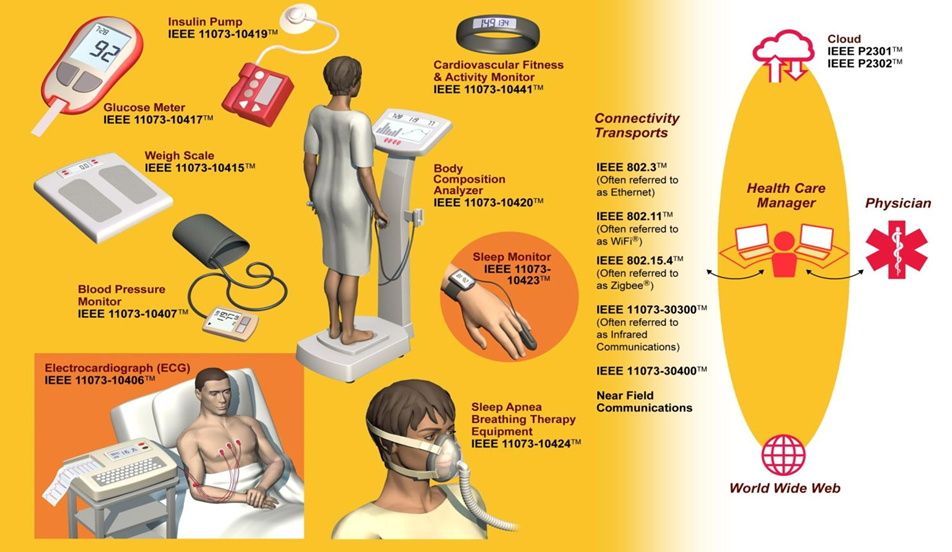 Insulin Pump
IEEE 11073-10419™
7/28
92
Glucose Meter
IEEE 11073-10417™
149 134
Cardiovascular Fitness
& Activity Monitor
IEEE 11073-10441™
Weigh Scale
IEEE 11073-10415™
Body
Composition
Analyzer
IEEE 11073-10420™
Blood Pressure
Monitor
IEEE 11073-10407™
Sleep Monitor
IEEE 11073-
10423™
Electrocardiograph (ECG)
IEEE 11073-10406™
Sleep Apnea
Breathing Therapy
Equipment
IEEE 11073-10424™
Connectivity
Transports
IEEE 802.3™
(Often referred to
as Ethernet)
IEEE 802.11™
(Often referred to
as WiFi®)
IEEE 802.15.4™
(Often referred to
as Zigbee®)
IEEE 11073-30300™
(Often referred to
as Infrared
Communications)
IEEE 11073-30400™
Near Field
Communications
Cloud
IEEE P2301™
IEEE P2302™
Health Care
Manager
Physician
World Wide Web